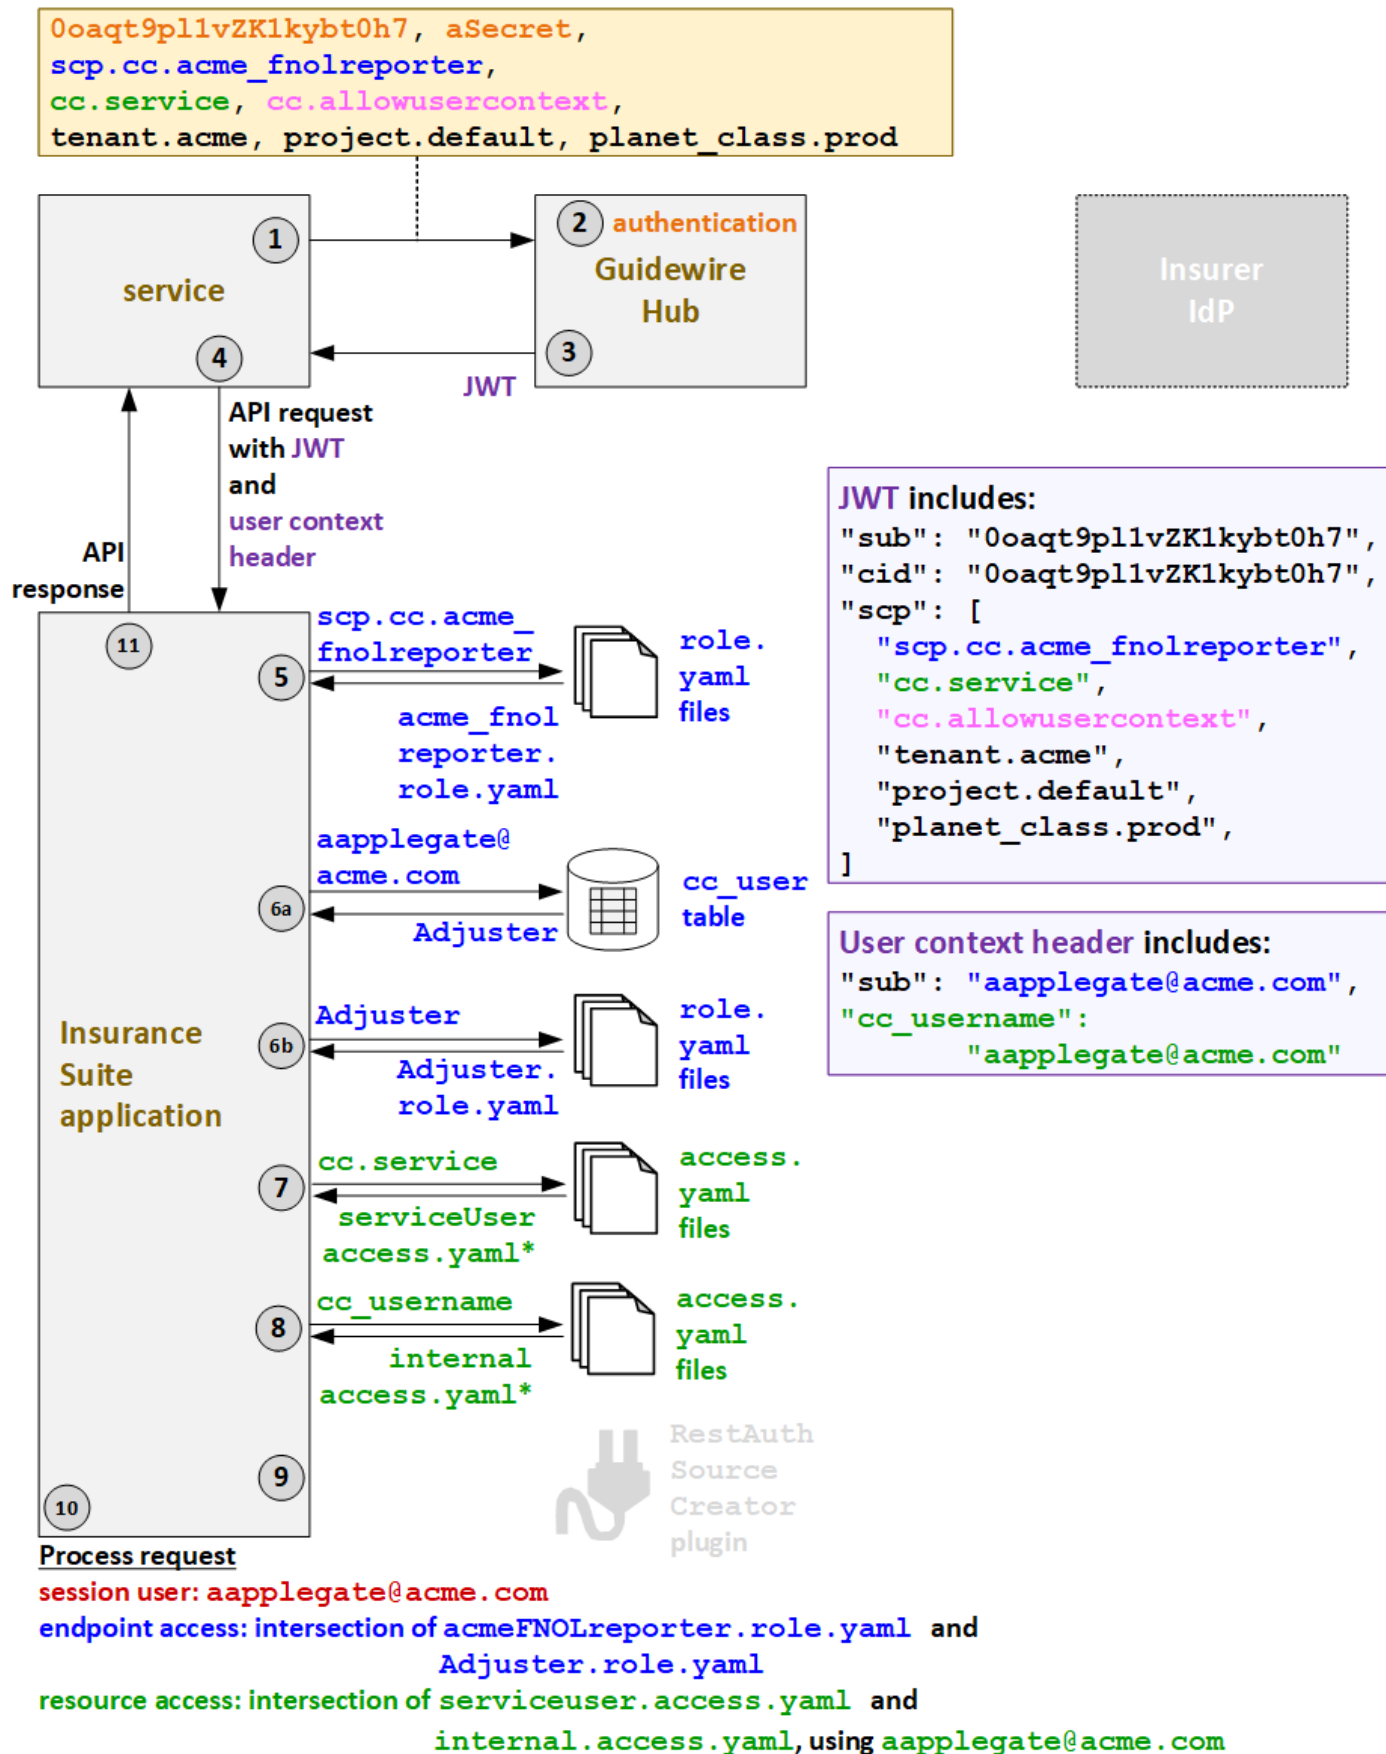 0oaqt9pl1vZK1kybt0h7, aSecret,
scp.cc.acme_fnolreporter,
cc.service, cc.allowusercontext,
tenant.acme, project.default, planet_class.prod
1
service
4
2 authentication
Guidewire
Hub
3
JWT
Insurer
IdP
API request
with JWT
and
user context
header
API
response
JWT includes:
"sub": "0oaqt9pl1vZK1kybt0h7",
"cid": "0oaqt9pl1vZK1kybt0h7",
"scp": [
"scp.cc.acme_fnolreporter",
"cc.service",
"cc.allowusercontext",
"tenant.acme",
"project.default",
"planet_class.prod",
]
User context header includes:
"sub": "aapplegate@acme.com",
"cc_username":
"aapplegate@acme.com"
11
Insurance
Suite
application
5
scp.cc.acme_
fnolreporter
acme_fnol
reporter.
role.yaml
role.
yaml
files
6a
aapplegate@
acme.com
Adjuster
cc_user
table
6b
Adjuster
Adjuster.
role.yaml
role.
yaml
files
7
cc.service
serviceUser
access.yaml*
access.
yaml
files
8
cc_username
internal
access.yaml*
access.
yaml
files
9
10
RestAuth
Source
Creator
plugin
Process request
session user: aapplegate@acme.com
endpoint access: intersection of acmeFNOLreporter.role.yaml and
Adjuster.role.yaml
resource access: intersection of serviceuser.access.yaml and
internal.access.yaml, using aapplegate@acme.com